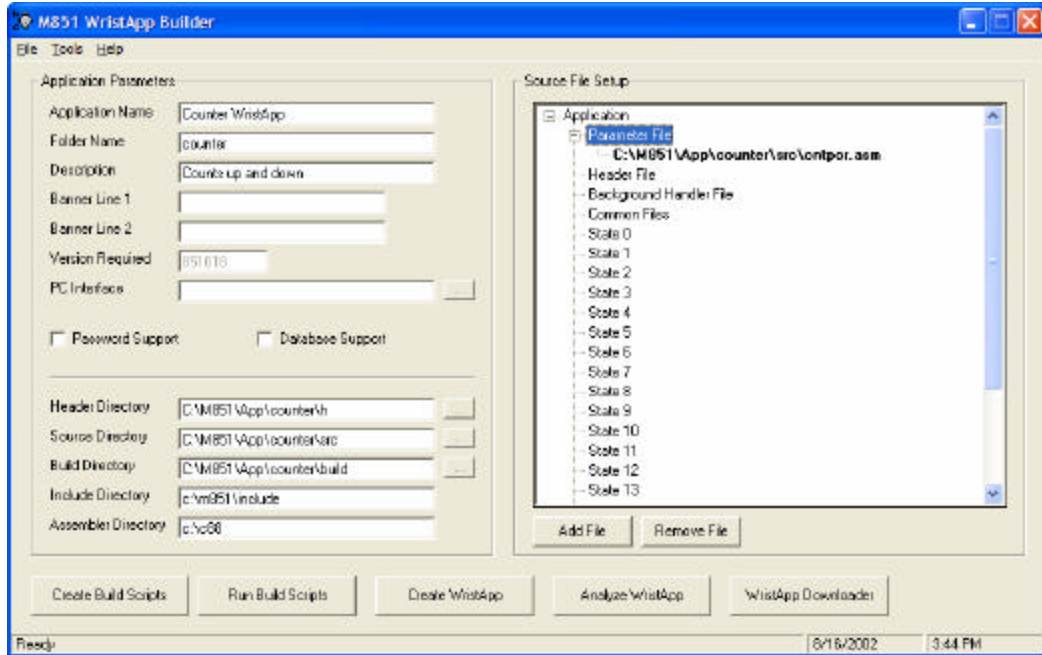 M851 WristApp Builder
File Tools Help
Application Parameters
Application Name Counter WristApp
Folder Name counter
Description Counts up and down
Banner Line 1
Banner Line 2
Version Required 851018
PC Interface ...
Password Support Database Support
Header Directory C:\M851\App\counter\h ...
Source Directory C:\M851\App\counter\src ...
Build Directory C:\M851\App\counter\build ...
Include Directory c:\m851\include
Assembler Directory c:\c88
Source File Setup
Application
Parameter File
C:\M851\App\counter\src\cntpar.asm
Header File
Background Handler File
Common Files
State 0
State 1
State 2
State 3
State 4
State 5
State 6
State 7
State 8
State 9
State 10
State 11
State 12
State 13
Add File Remove File
Create Build Scripts Run Build Scripts Create WristApp Analyze WristApp WristApp Downloader
Ready 8/16/2002 3:44 PM